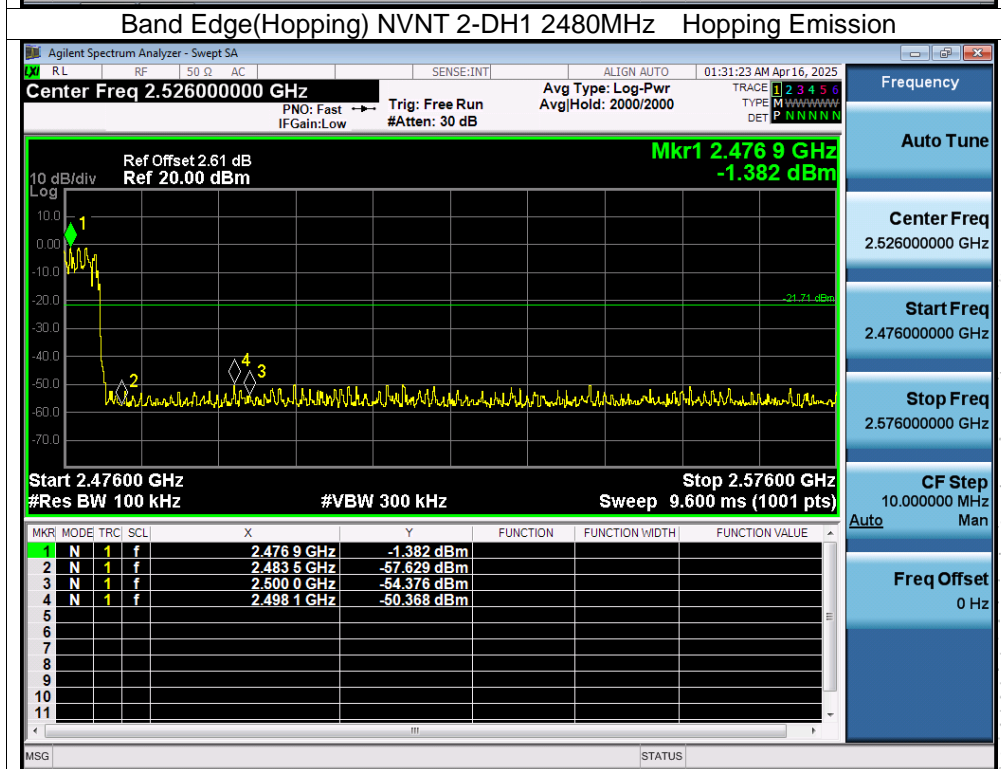 Band Edge(Hopping) NVNT 2-DH1 2480MHz Hopping Emission
Agilent Spectrum Analyzer - Swept SA
LXI RL RF 50 Ω AC SENSE:INT ALIGN AUTO 01:31:23 AM Apr 16, 2025
Center Freq 2.526000000 GHz
PNO: Fast
IFGain:Low
Trig: Free Run
#Atten: 30 dB
Avg Type: Log-Pwr
Avg|Hold: 2000/2000
TRACE 1 2 3 4 5 6
TYPE M WWWWW
DET P N N N N N
Mkr1 2.476 9 GHz
-1.382 dBm
Ref Offset 2.61 dB
10 dB/div Ref 20.00 dBm
Log
10.0
0.00
-10.0
-20.0
-30.0
-40.0
-50.0
-60.0
-70.0
1
2
4
3
-21.71 dBm
Start 2.47600 GHz Stop 2.57600 GHz
#Res BW 100 kHz #VBW 300 kHz Sweep 9.600 ms (1001 pts)
MKR MODE TRC SCL X Y FUNCTION FUNCTION WIDTH FUNCTION VALUE
1 N 1 f 2.476 9 GHz -1.382 dBm
2 N 1 f 2.483 5 GHz -57.629 dBm
3 N 1 f 2.500 0 GHz -54.376 dBm
4 N 1 f 2.498 1 GHz -50.368 dBm
5
6
7
8
9
10
11
MSG STATUS
Frequency
Auto Tune
Center Freq
2.526000000 GHz
Start Freq
2.476000000 GHz
Stop Freq
2.576000000 GHz
CF Step
10.000000 MHz
Auto Man
Freq Offset
0 Hz